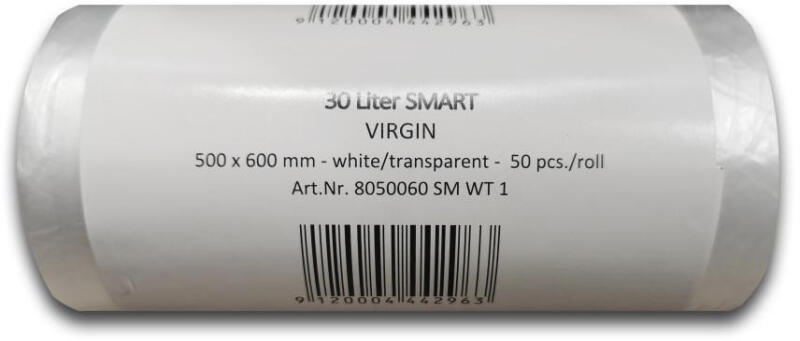 9 120004 442963
30 Liter SMART
VIRGIN
500 x 600 mm - white/transparent - 50 pcs./roll
Art.Nr. 8050060 SM WT 1
9 120004 442963